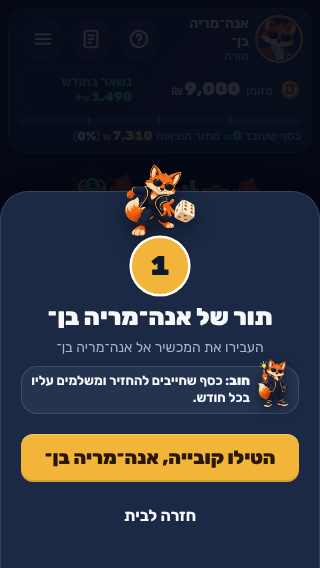 אנה־מריה
בן־
מורה
מזומן 9,000 ₪
נשאר בחודש
+1,490 ₪
כסף שעובד 0 ₪ מתוך הוצאות 7,310 ₪ (0%)
1
תור של אנה־מריה בן־
העבירו את המכשיר אל אנה־מריה בן־
חוב: כסף שחייבים להחזיר ומשלמים עליו
בכל חודש.
הטילו קובייה, אנה־מריה בן־
חזרה לבית